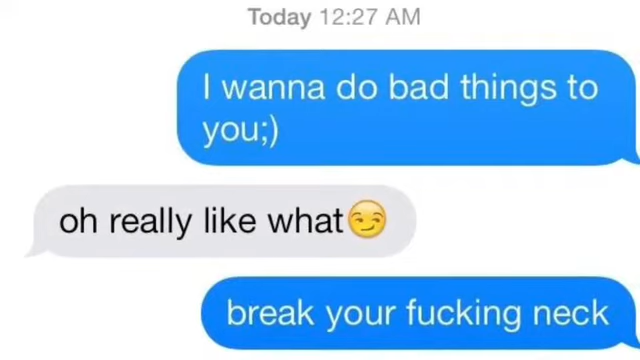 Today 12:27 AM
I wanna do bad things to
you;)
oh really like what😏
break your fucking neck